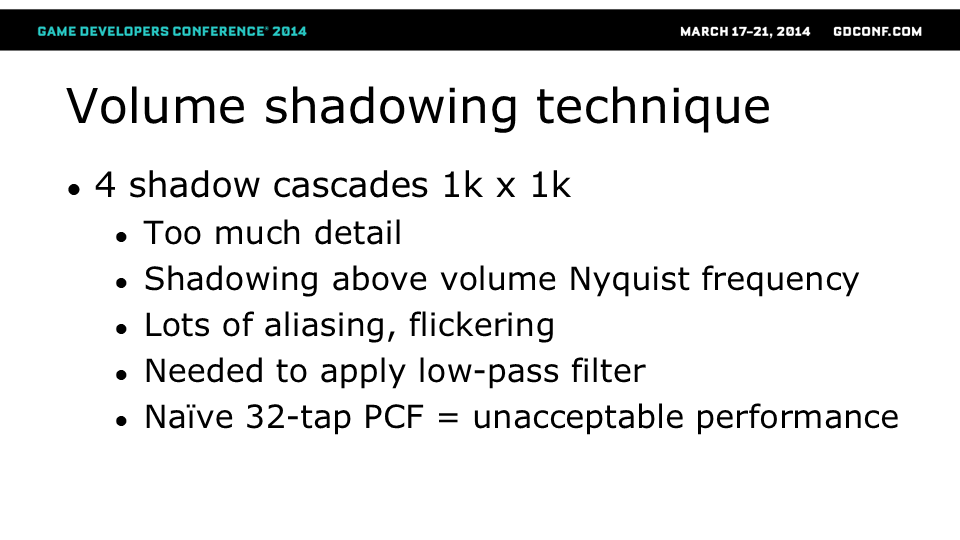 GAME DEVELOPERS CONFERENCE® 2014 MARCH 17–21, 2014 GDCONF.COM
Volume shadowing technique
• 4 shadow cascades 1k x 1k
• Too much detail
• Shadowing above volume Nyquist frequency
• Lots of aliasing, flickering
• Needed to apply low-pass filter
• Naïve 32-tap PCF = unacceptable performance